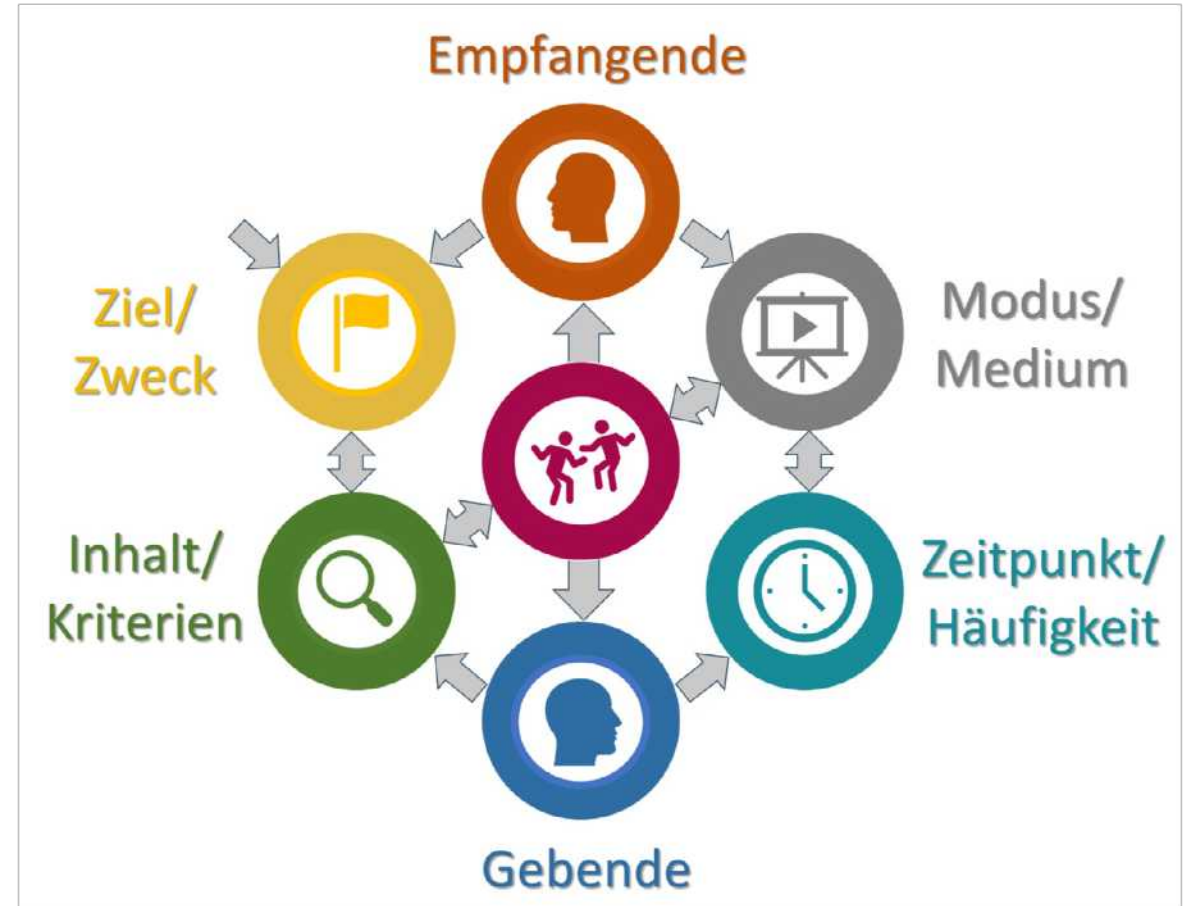 Empfangende
Ziel/
Zweck
Modus/
Medium
Inhalt/
Kriterien
Zeitpunkt/
Häufigkeit
Gebende